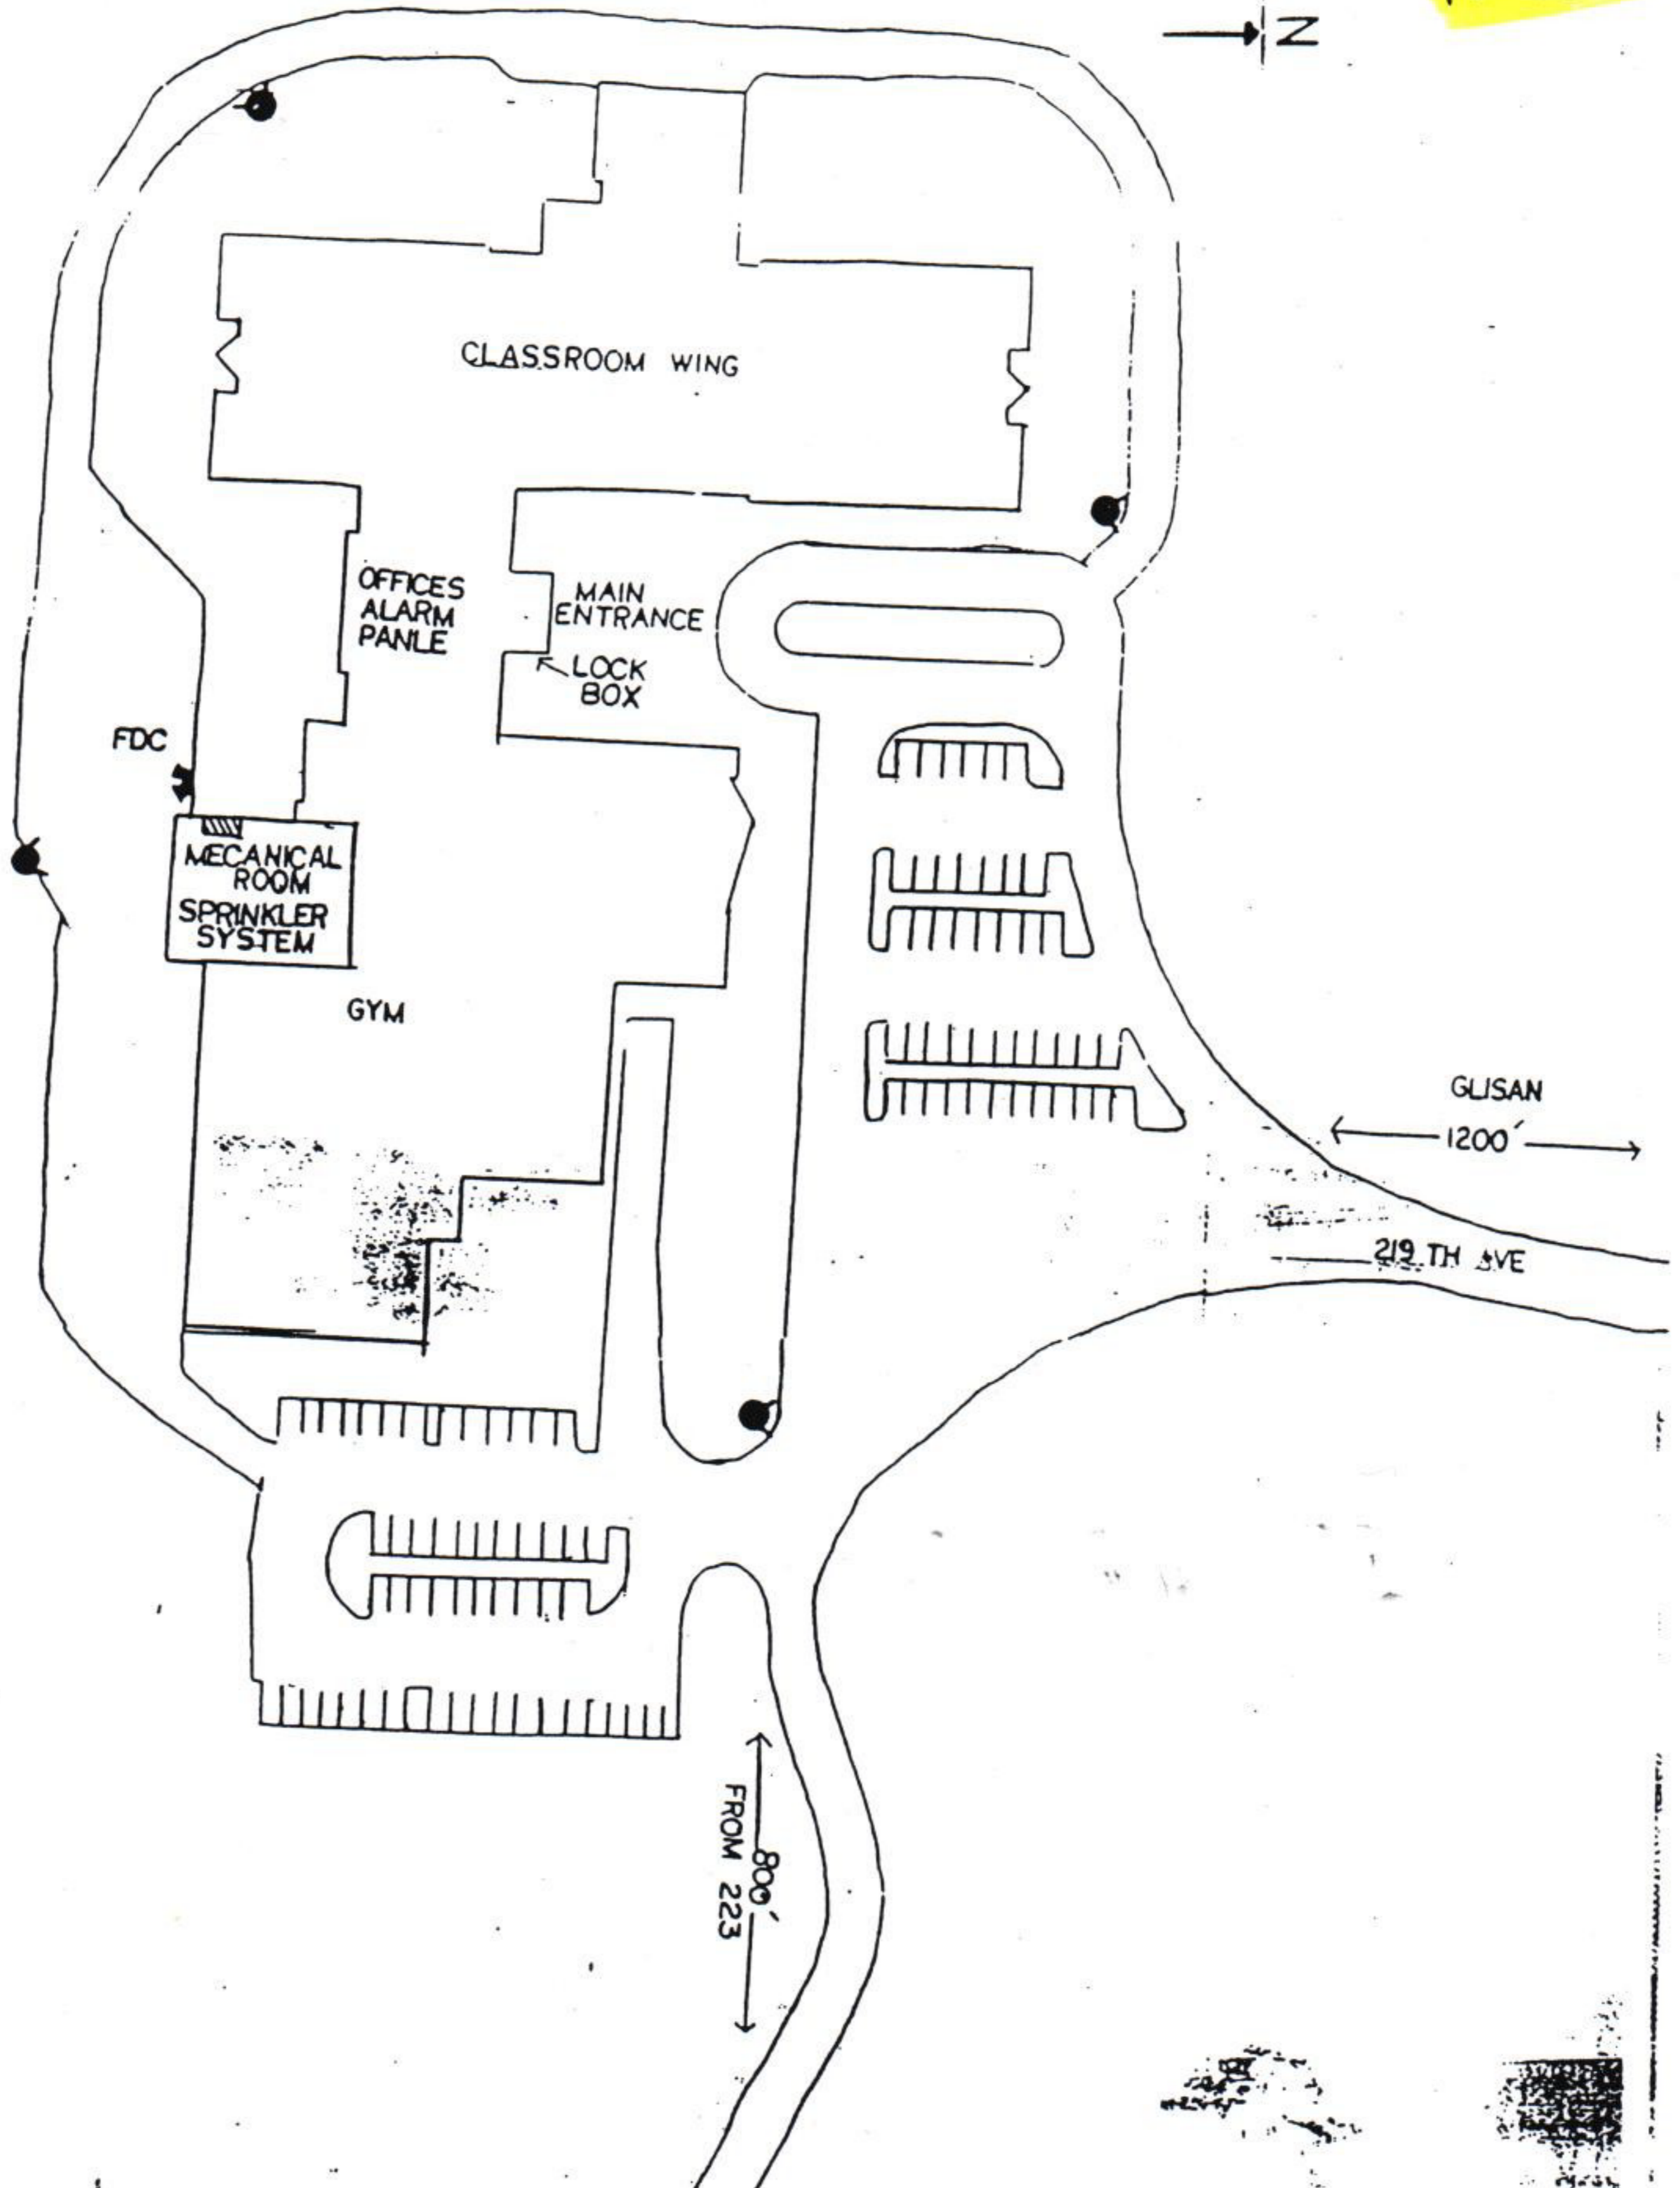 N
CLASSROOM WING
OFFICES
ALARM
PANLE
MAIN
ENTRANCE
LOCK
BOX
FDC
MECANICAL
ROOM
SPRINKLER
SYSTEM
GYM
GLISAN
1200'
219 TH AVE
800'
FROM 223